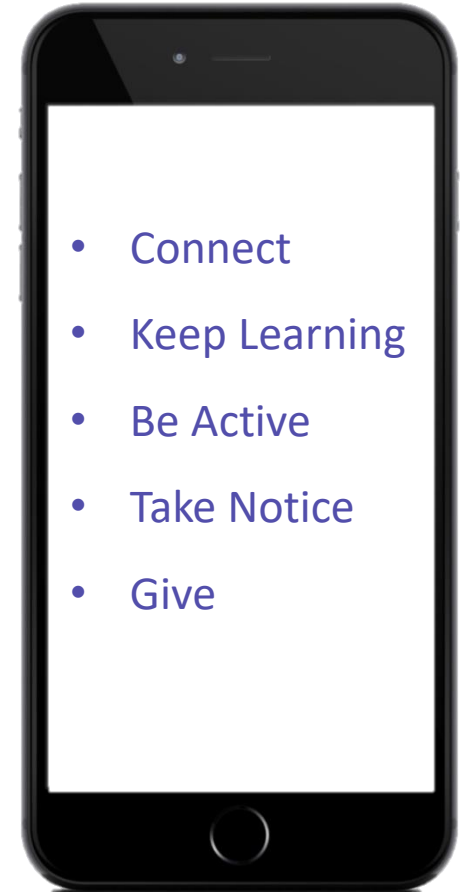 • Connect
• Keep Learning
• Be Active
• Take Notice
• Give